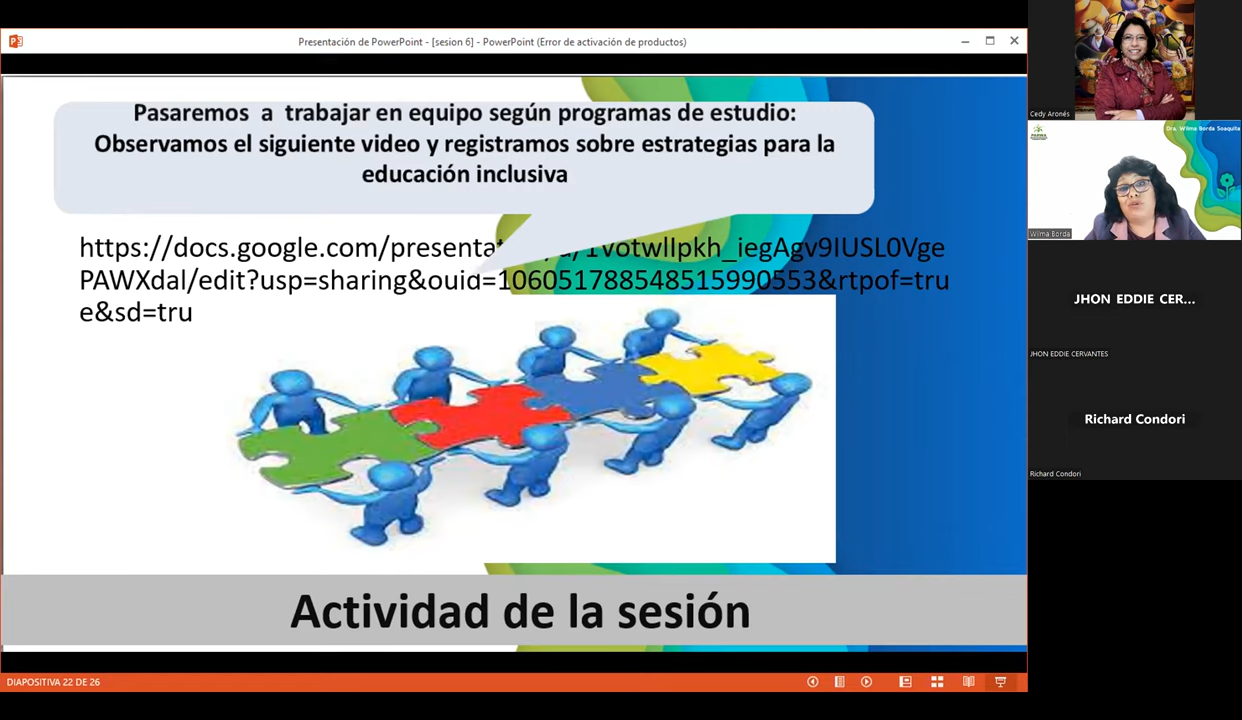 Presentación de PowerPoint - [sesion 6] - PowerPoint (Error de activación de productos)
Pasaremos a trabajar en equipo según programas de estudio:
Observamos el siguiente video y registramos sobre estrategias para la
educación inclusiva
https://docs.google.com/presentat
PAWXdal/edit?usp=sharing&ouid=106051788548515990553&rtpof=tru
e&sd=tru
Actividad de la sesión
DIAPOSITIVA 22 DE 26
Cedy Aronés
Dra. Wilma Borda Soaquita
Wilma Borda
JHON EDDIE CER...
JHON EDDIE CERVANTES
Richard Condori
Richard Condori